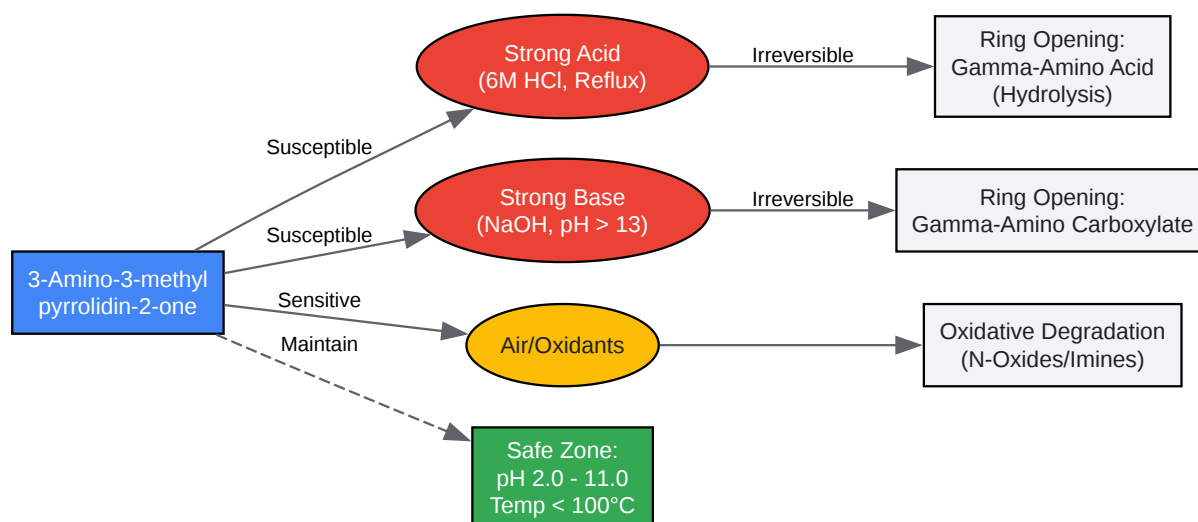 Strong Acid
(6M HCl, Reflux)
Irreversible
Ring Opening:
Gamma-Amino Acid
(Hydrolysis)
Susceptible
Strong Base
(NaOH, pH > 13)
Irreversible
Ring Opening:
Gamma-Amino Carboxylate
Susceptible
3-Amino-3-methyl
pyrrolidin-2-one
Sensitive
Air/Oxidants
Oxidative Degradation
(N-Oxides/Imines)
Maintain
Safe Zone:
pH 2.0 - 11.0
Temp < 100°C